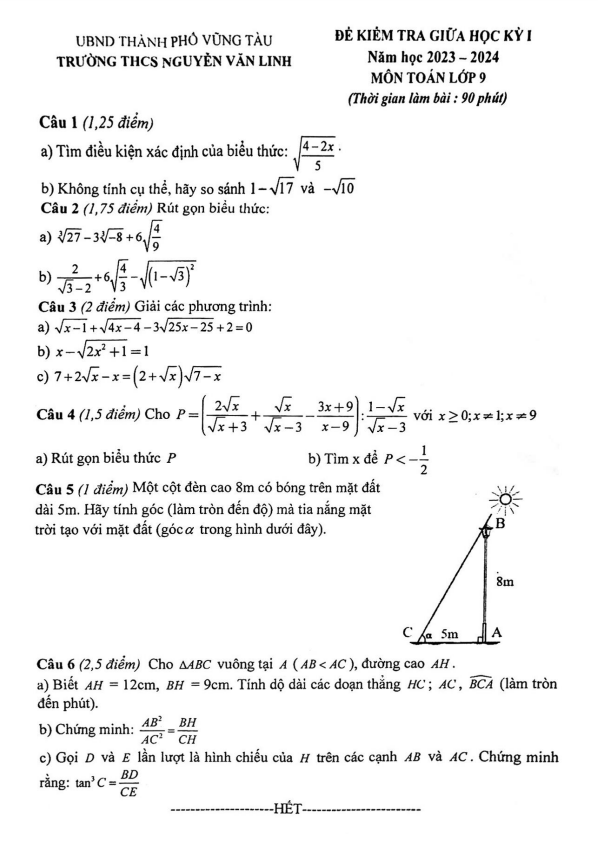 UBND THÀNH PHỐ VŨNG TÀU
TRƯỜNG THCS NGUYỄN VĂN LINH
ĐỀ KIỂM TRA GIỮA HỌC KỲ I
Năm học 2023 – 2024
MÔN TOÁN LỚP 9
(Thời gian làm bài : 90 phút)
Câu 1 (1,25 điểm)
a) Tìm điều kiện xác định của biểu thức: $\sqrt{\frac{4-2x}{5}}$.
b) Không tính cụ thể, hãy so sánh $1-\sqrt{17}$ và $-\sqrt{10}$
Câu 2 (1,75 điểm) Rút gọn biểu thức:
a) $\sqrt[3]{27}-3\sqrt[3]{-8}+6\sqrt{\frac{4}{9}}$
b) $\frac{2}{\sqrt{3}-2}+6\sqrt{\frac{4}{3}}-\sqrt{\left(1-\sqrt{3}\right)^2}$
Câu 3 (2 điểm) Giải các phương trình:
a) $\sqrt{x-1}+\sqrt{4x-4}-3\sqrt{25x-25}+2=0$
b) $x-\sqrt{2x^2+1}=1$
c) $7+2\sqrt{x}-x=\left(2+\sqrt{x}\right)\sqrt{7-x}$
Câu 4 (1,5 điểm) Cho $P=\left(\frac{2\sqrt{x}}{\sqrt{x}+3}+\frac{\sqrt{x}}{\sqrt{x}-3}-\frac{3x+9}{x-9}\right):\frac{1-\sqrt{x}}{\sqrt{x}-3}$ với $x\ge 0; x\ne 1; x\ne 9$
a) Rút gọn biểu thức P b) Tìm x để $P<-\frac{1}{2}$
Câu 5 (1 điểm) Một cột đèn cao 8m có bóng trên mặt đất
dài 5m. Hãy tính góc (làm tròn đến độ) mà tia nắng mặt
trời tạo với mặt đất (góc α trong hình dưới đây).
B
8m
C α 5m A
Câu 6 (2,5 điểm) Cho ΔABC vuông tại A ( AB < AC ), đường cao AH .
a) Biết AH = 12cm, BH = 9cm. Tính dộ dài các doạn thẳng HC ; AC , $\widehat{BCA}$ (làm tròn
đến phút).
b) Chứng minh: $\frac{AB^2}{AC^2}=\frac{BH}{CH}$
c) Gọi D và E lần lượt là hình chiếu của H trên các cạnh AB và AC . Chứng minh
rằng: $\tan^3 C=\frac{BD}{CE}$
----------------------HẾT-------------------------